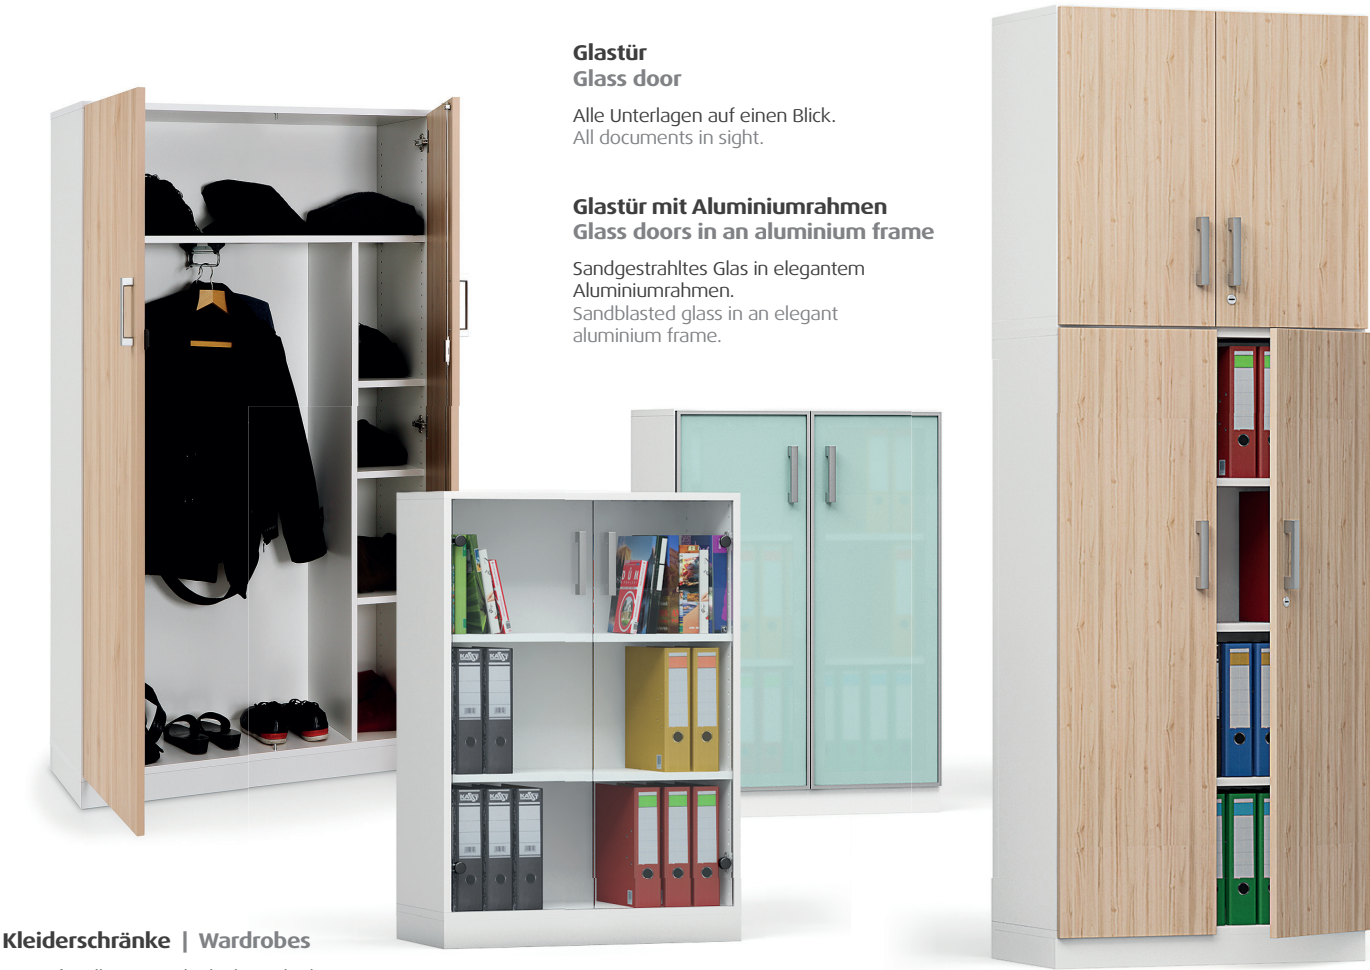 Glastür
Glass door
Alle Unterlagen auf einen Blick.
All documents in sight.
Glastür mit Aluminiumrahmen
Glass doors in an aluminium frame
Sandgestrahltes Glas in elegantem
Aluminiumrahmen.
Sandblasted glass in an elegant
aluminium frame.
Kleiderschränke | Wardrobes